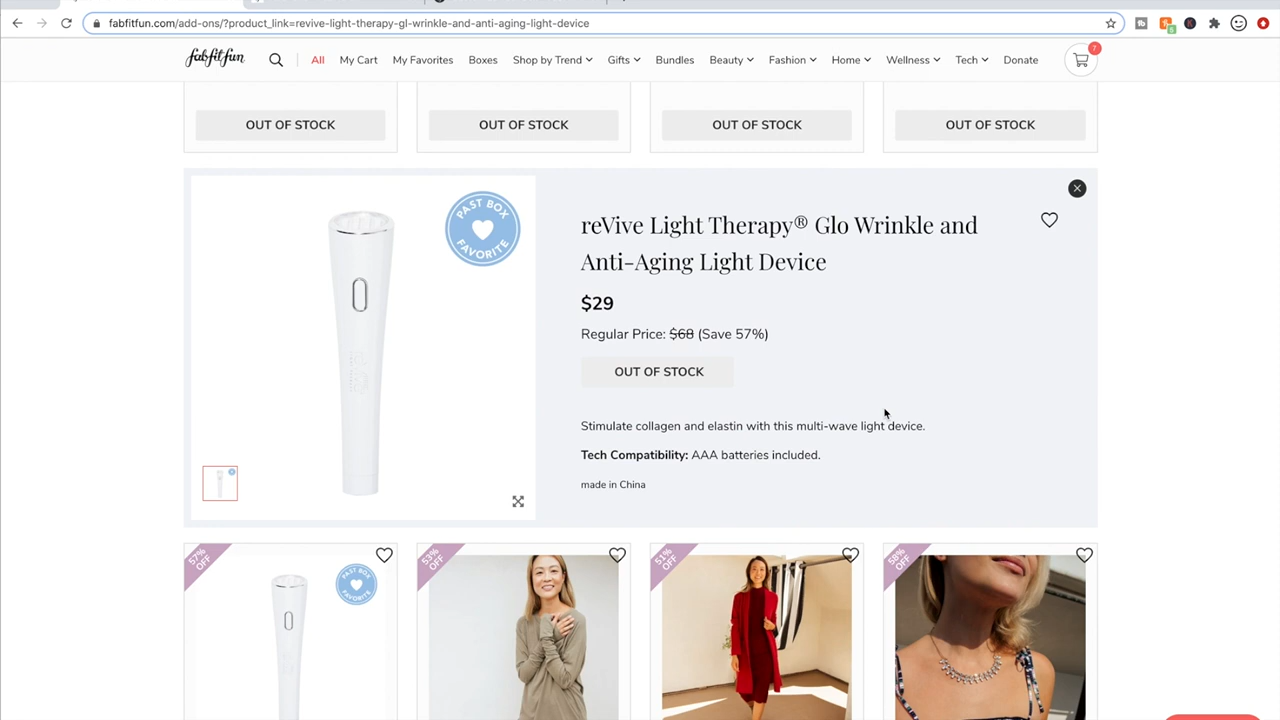 fabfitfun.com/add-ons/?product_link=revive-light-therapy-gl-wrinkle-and-anti-aging-light-device
fabfitfun
All
My Cart
My Favorites
Boxes
Shop by Trend
Gifts
Bundles
Beauty
Fashion
Home
Wellness
Tech
Donate
7
OUT OF STOCK
OUT OF STOCK
OUT OF STOCK
OUT OF STOCK
PAST BOX
FAVORITE
reVive Light Therapy® Glo Wrinkle and
Anti-Aging Light Device
$29
Regular Price: $68 (Save 57%)
OUT OF STOCK
Stimulate collagen and elastin with this multi-wave light device.
Tech Compatibility: AAA batteries included.
made in China
57%
OFF
PAST BOX
FAVORITE
53%
OFF
51%
OFF
58%
OFF